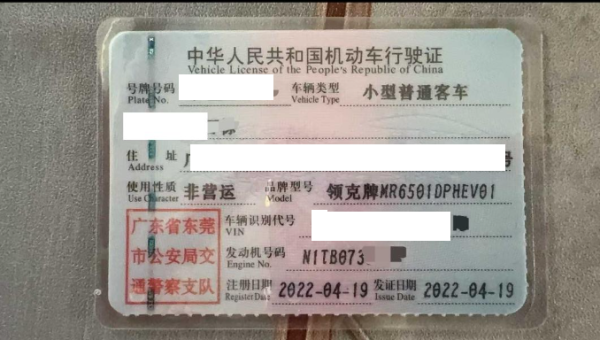 中华人民共和国机动车行驶证
Vehicle License of the People's Republic of China
号牌号码 车辆类型 小型普通客车
Plate No. Vehicle Type
住 址 号
Address
使用性质 非营运 品牌型号 领克牌MR6501DPHEV01
Use Character Model
广东省东莞
市公安局交
通警察支队
车辆识别代号
VIN
发动机号码 N1TB073
Engine No.
注册日期 2022-04-19 发证日期 2022-04-19
Register Date Issue Date